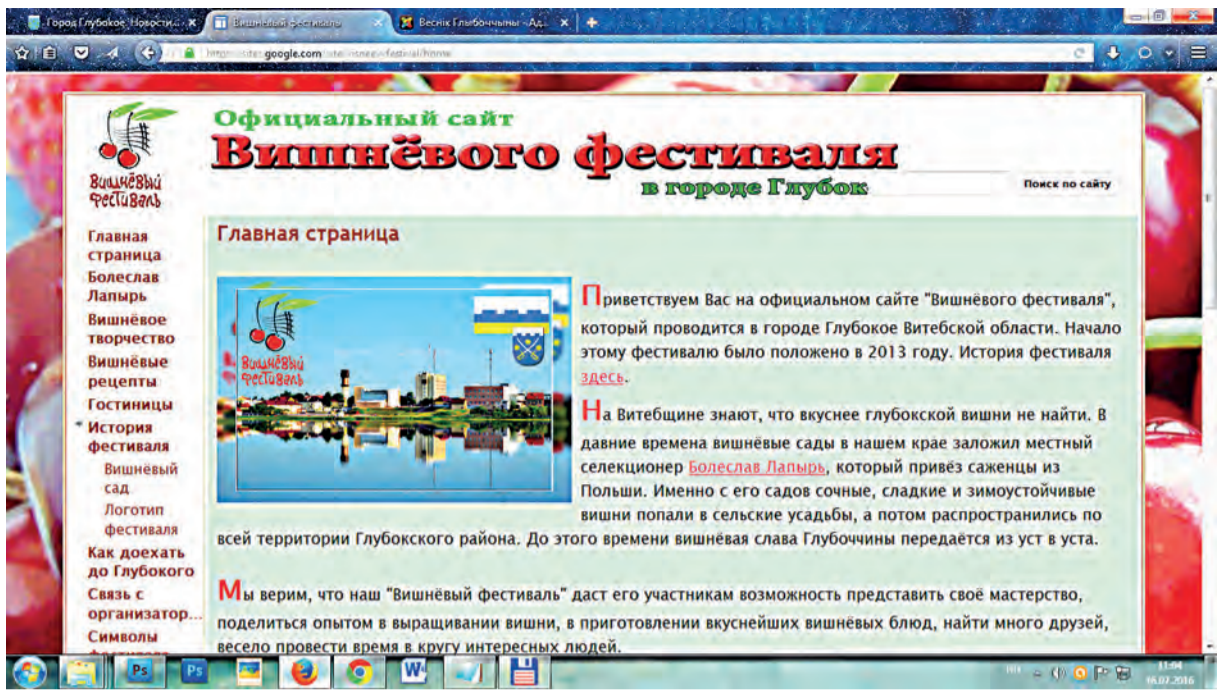 Город Глубокое. Новости...
Вишнёвый фестиваль
Веснік Глыбоччыны - Ад...
google.com
Вишнёвый
фестиваль
Официальный сайт
Вишнёвого фестиваля
в городе Глубок
Поиск по сайту
Главная
страница
Болеслав
Лапырь
Вишнёвое
творчество
Вишнёвые
рецепты
Гостиницы
История
фестиваля
Вишнёвый
сад
Логотип
фестиваля
Как доехать
до Глубокого
Связь с
организатор...
Символы
Главная страница
Вишнёвый
фестиваль
Приветствуем Вас на официальном сайте "Вишнёвого фестиваля",
который проводится в городе Глубокое Витебской области. Начало
этому фестивалю было положено в 2013 году. История фестиваля
здесь.
На Витебщине знают, что вкуснее глубокской вишни не найти. В
давние времена вишнёвые сады в нашем крае заложил местный
селекционер Болеслав Лапырь, который привёз саженцы из
Польши. Именно с его садов сочные, сладкие и зимоустойчивые
вишни попали в сельские усадьбы, а потом распространились по
всей территории Глубокского района. До этого времени вишнёвая слава Глубоччины передаётся из уст в уста.
Мы верим, что наш "Вишнёвый фестиваль" даст его участникам возможность представить своё мастерство,
поделиться опытом в выращивании вишни, в приготовлении вкуснейших вишнёвых блюд, найти много друзей,
весело провести время в кругу интересных людей.
Ps
Ps
W
11:04
16.07.2016